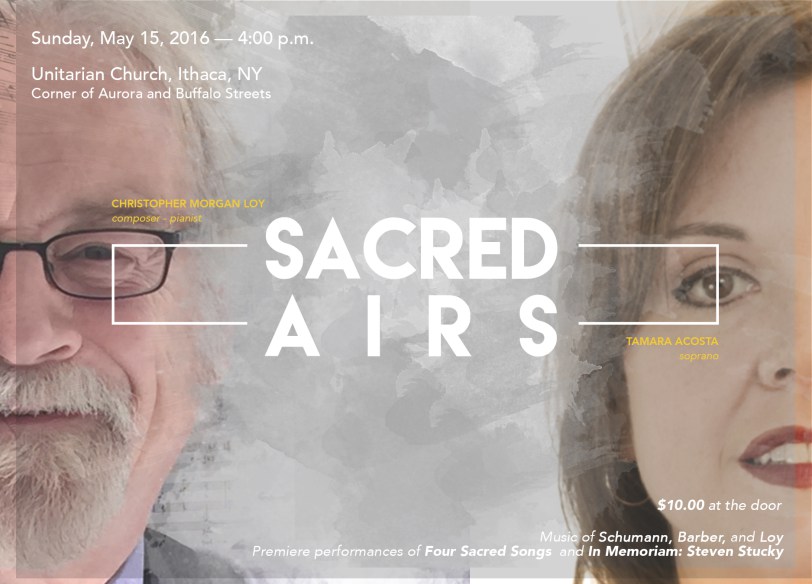 Sunday, May 15, 2016 — 4:00 p.m.
Unitarian Church, Ithaca, NY
Corner of Aurora and Buffalo Streets
CHRISTOPHER MORGAN LOY
composer - pianist
SACRED
AIRS
TAMARA ACOSTA
soprano
$10.00 at the door
Music of Schumann, Barber, and Loy
Premiere performances of Four Sacred Songs and In Memoriam: Steven Stucky